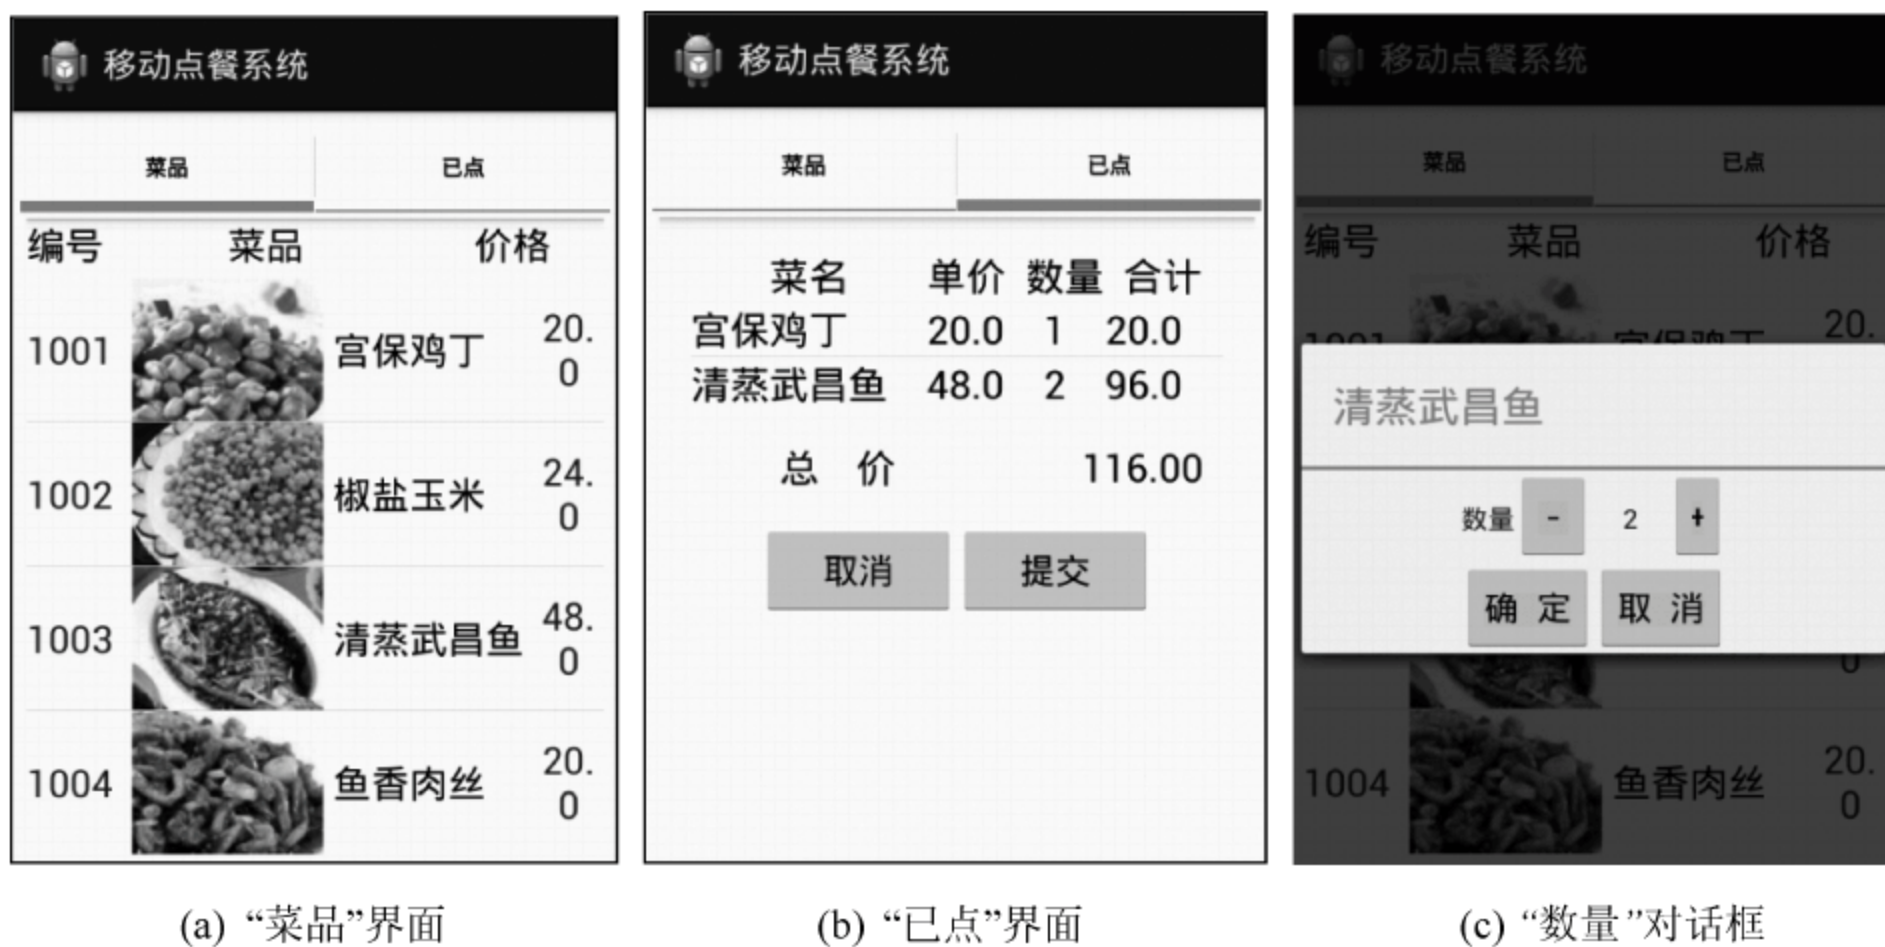 移动点餐系统
菜品 已点
编号 菜品 价格
1001 宫保鸡丁 20.
0
1002 椒盐玉米 24.
0
1003 清蒸武昌鱼 48.
0
1004 鱼香肉丝 20.
0
(a) “菜品”界面
移动点餐系统
菜品 已点
菜名 单价 数量 合计
宫保鸡丁 20.0 1 20.0
清蒸武昌鱼 48.0 2 96.0
总 价 116.00
取消 提交
(b) “已点”界面
移动点餐系统
菜品 已点
编号 菜品 价格
1001 宫保鸡丁 20.
清蒸武昌鱼
数量 - 2 +
确 定 取 消
0
1004 鱼香肉丝 20.
0
(c) “数量”对话框